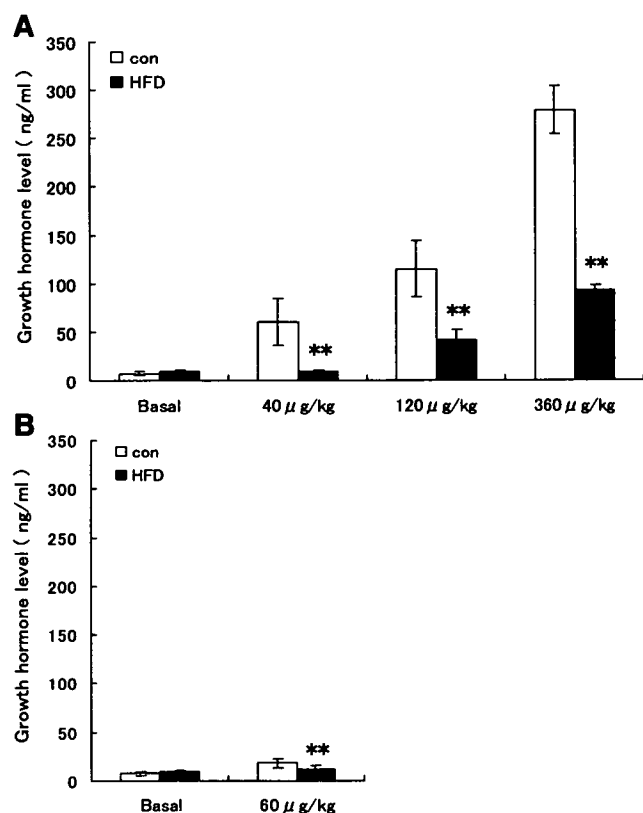 A
Growth hormone level ( ng/ml )
350
300
250
200
150
100
50
0
con
HFD
**
**
**
Basal
40 μ g/kg
120 μ g/kg
360 μ g/kg
B
Growth hormone level ( ng/ml )
350
300
250
200
150
100
50
0
con
HFD
**
Basal
60 μ g/kg